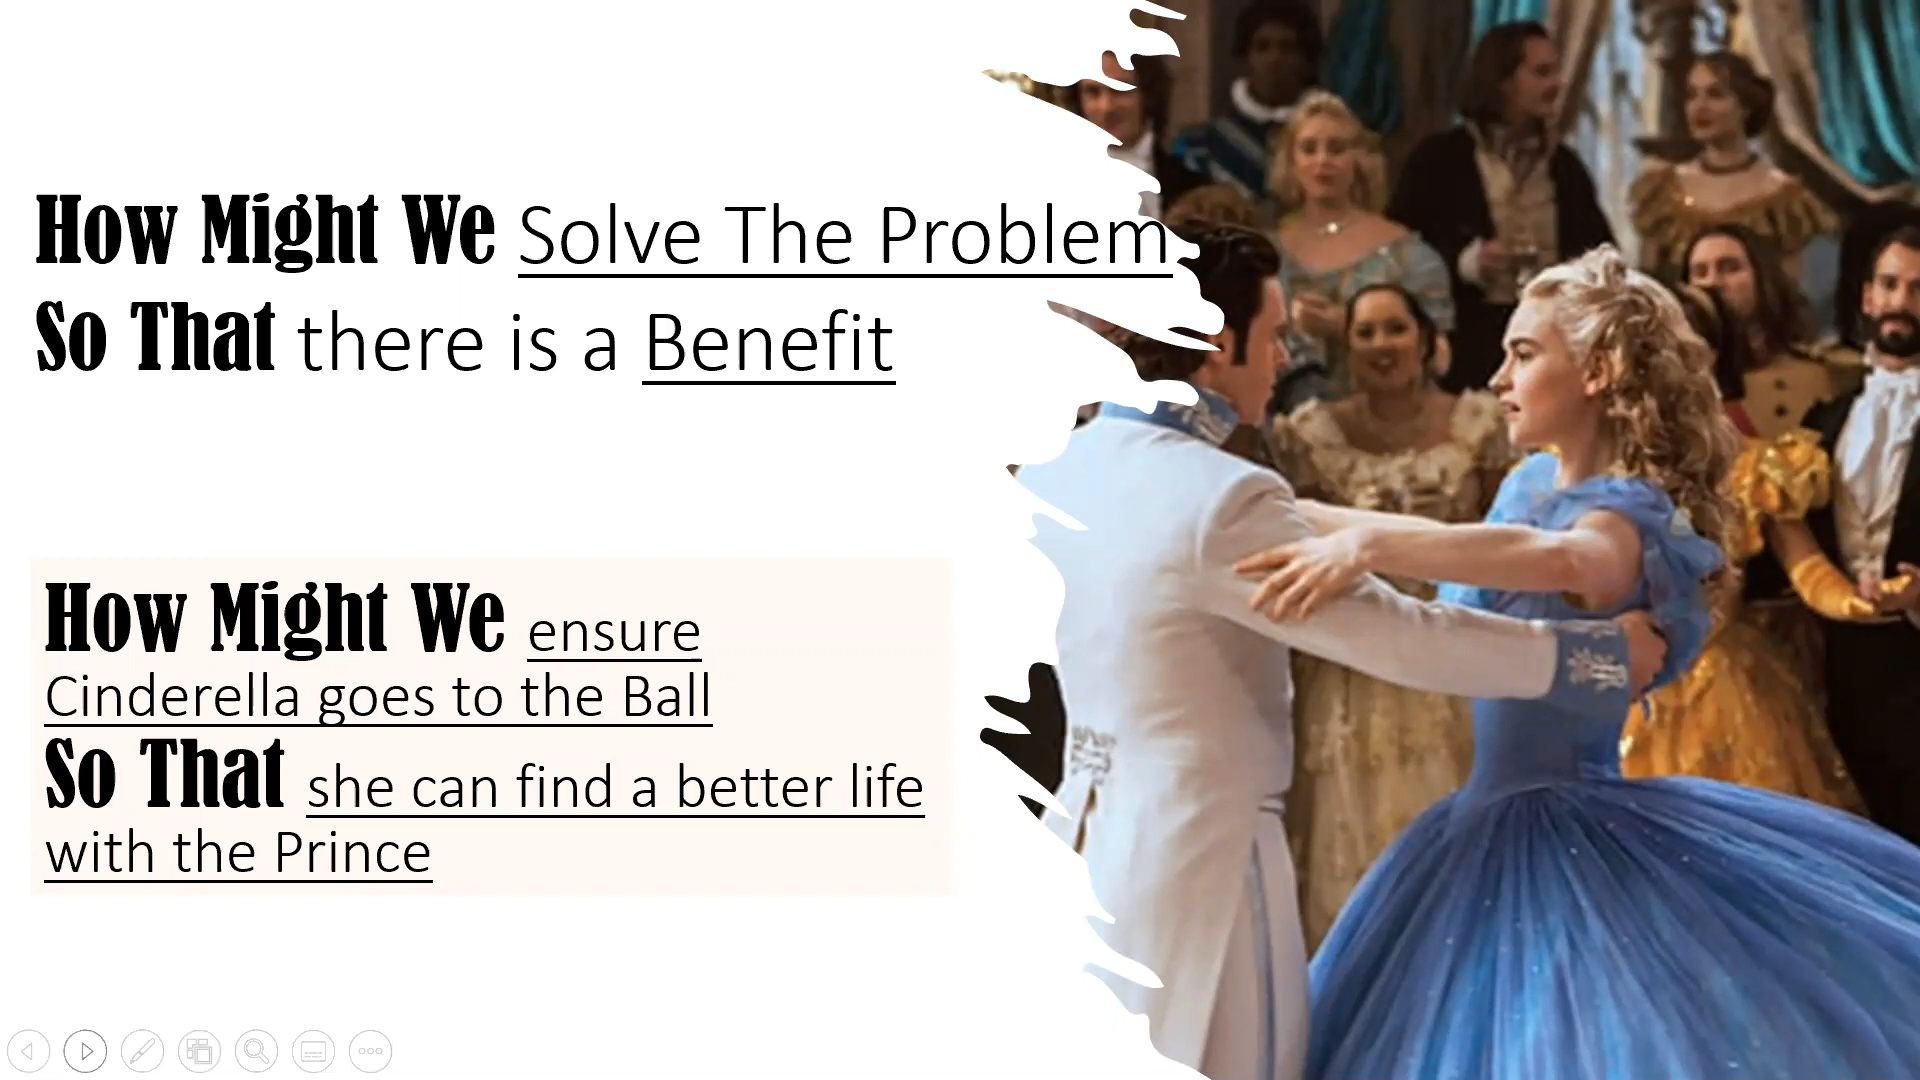 How Might We Solve The Problem
So That there is a Benefit
How Might We ensure
Cinderella goes to the Ball
So That she can find a better life
with the Prince